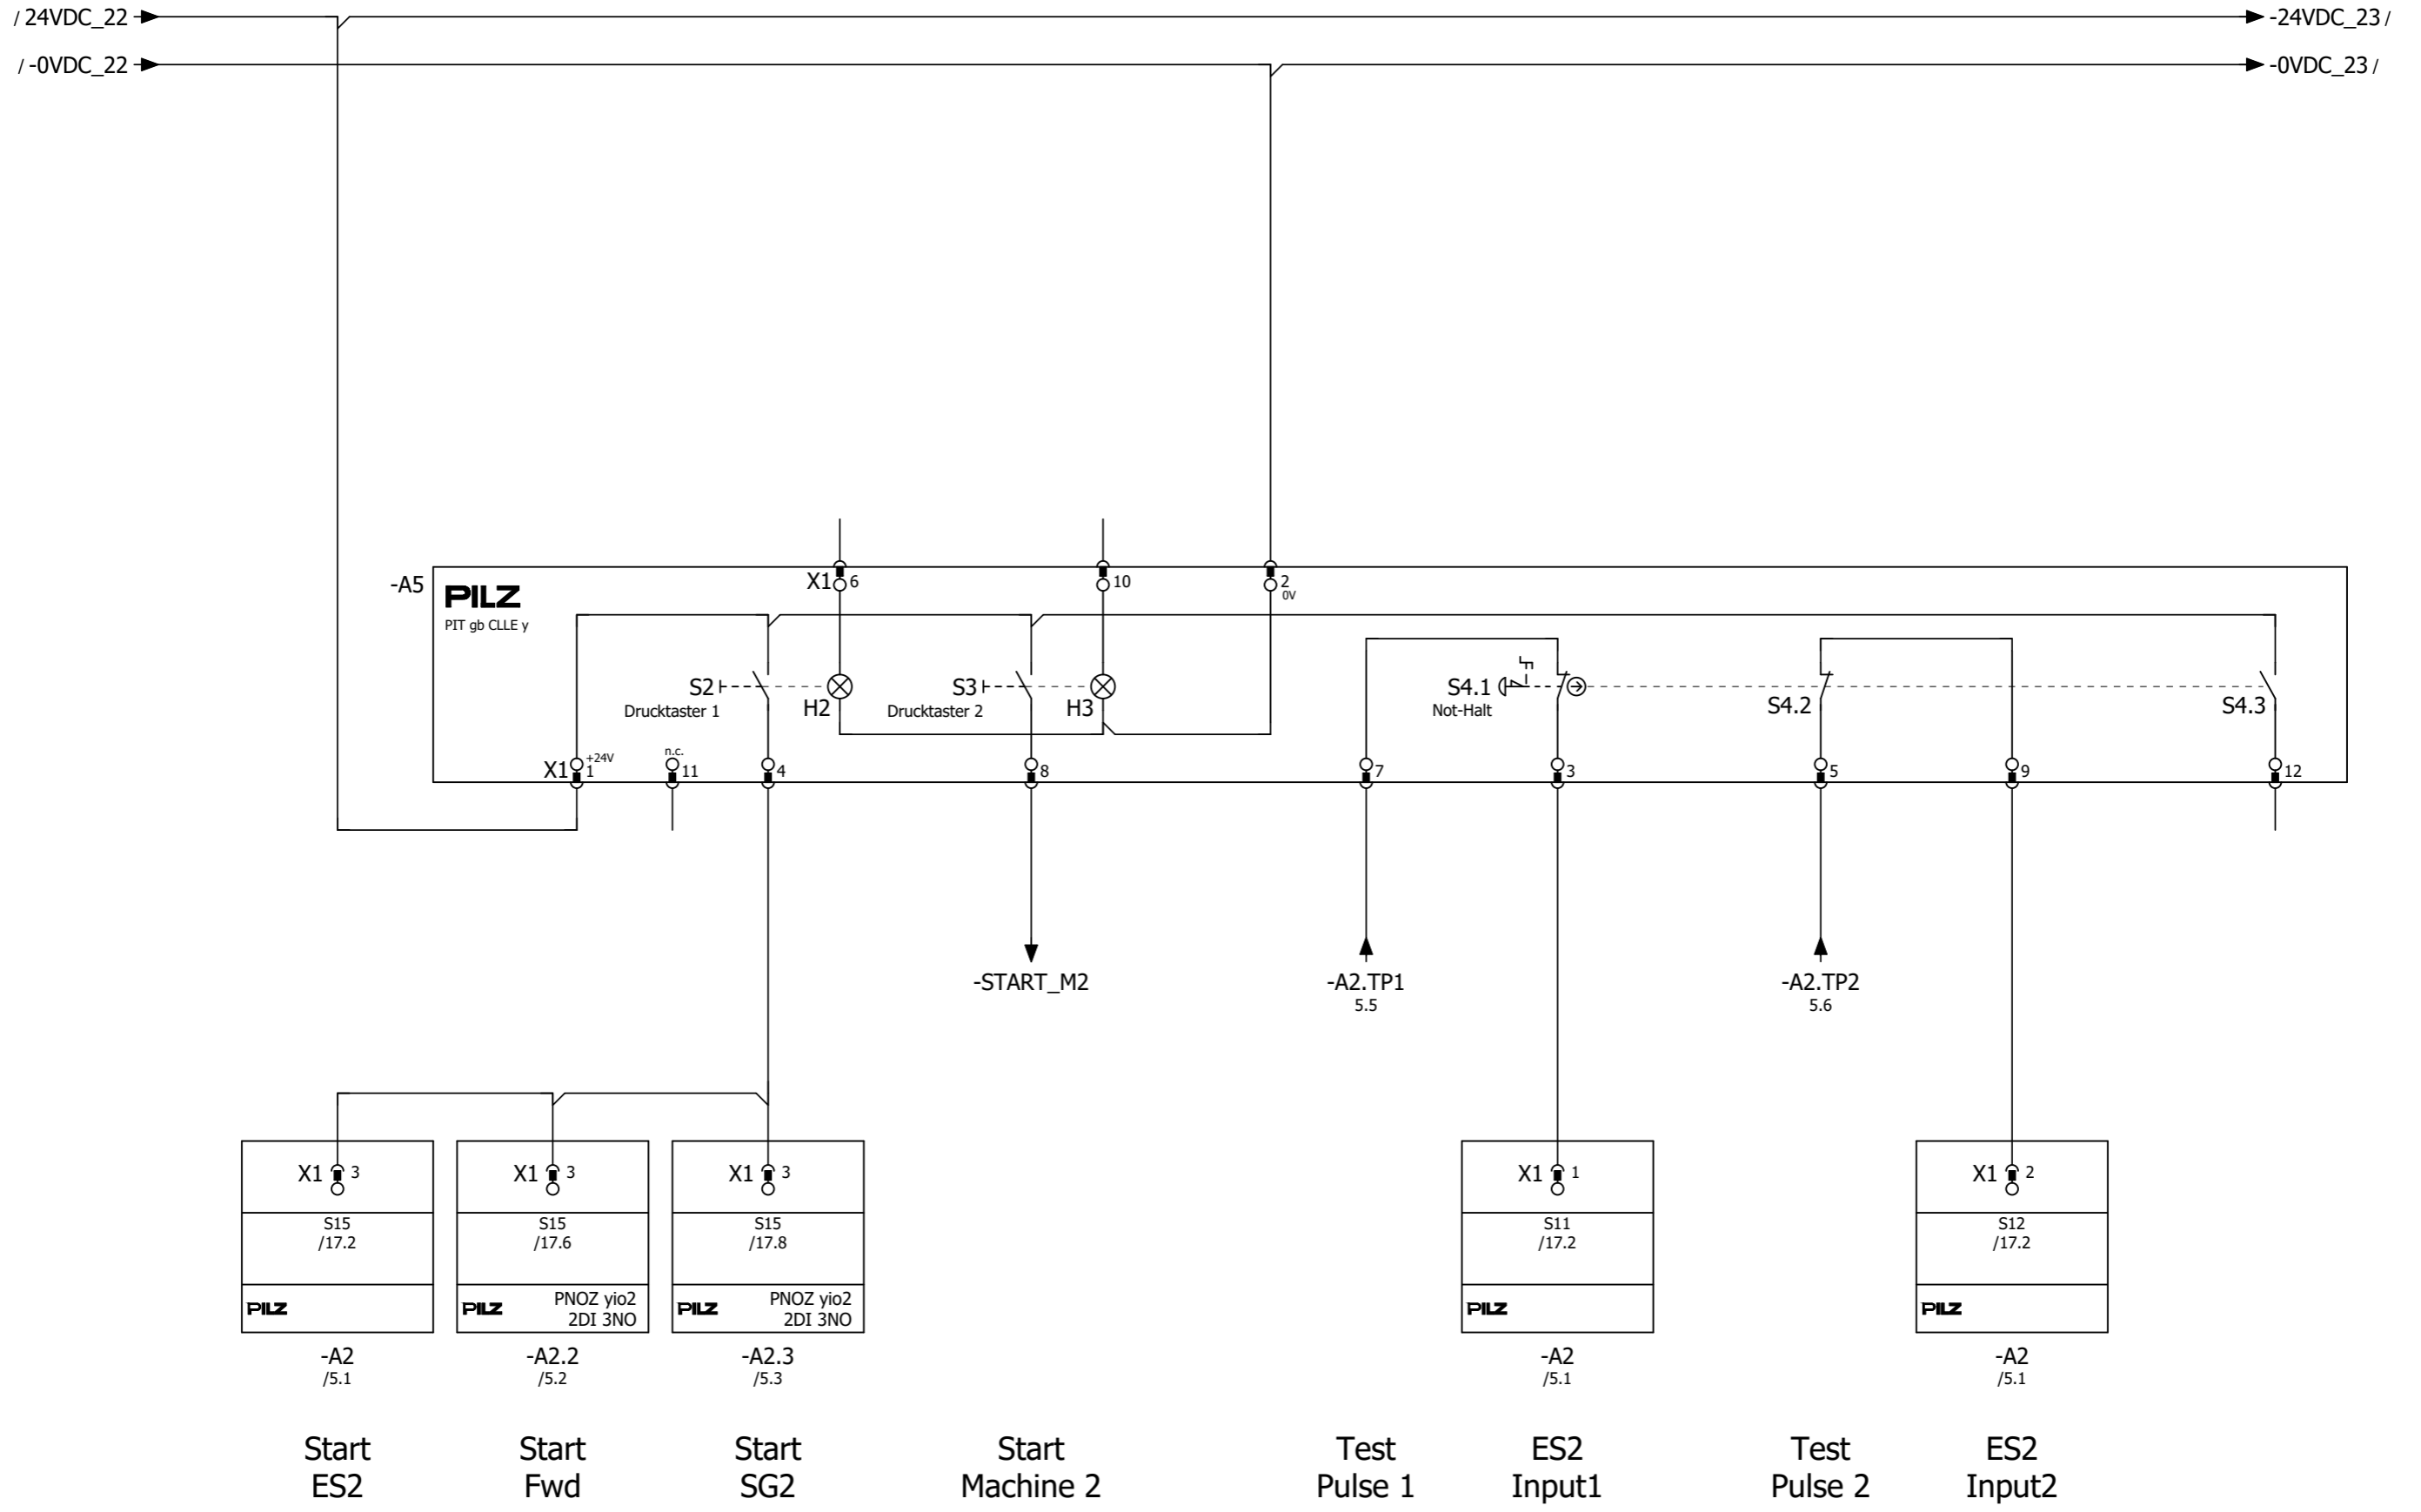 / 24VDC_22
-24VDC_23 /
/ -0VDC_22
-0VDC_23 /
-A5
PILZ
PIT gb CLLE y
X1 6
10
2
0V
S2
Drucktaster 1
H2
S3
Drucktaster 2
H3
S4.1
Not-Halt
S4.2
S4.3
X1 1 +24V
n.c.
11
4
8
7
3
5
9
12
-START_M2
-A2.TP1
5.5
-A2.TP2
5.6
X1 3
S15
/17.2
PILZ
-A2
/5.1
X1 3
S15
/17.6
PILZ
PNOZ yio2
2DI 3NO
-A2.2
/5.2
X1 3
S15
/17.8
PILZ
PNOZ yio2
2DI 3NO
-A2.3
/5.3
X1 1
S11
/17.2
PILZ
-A2
/5.1
X1 2
S12
/17.2
PILZ
-A2
/5.1
Start
ES2
Start
Fwd
Start
SG2
Start
Machine 2
Test
Pulse 1
ES2
Input1
Test
Pulse 2
ES2
Input2